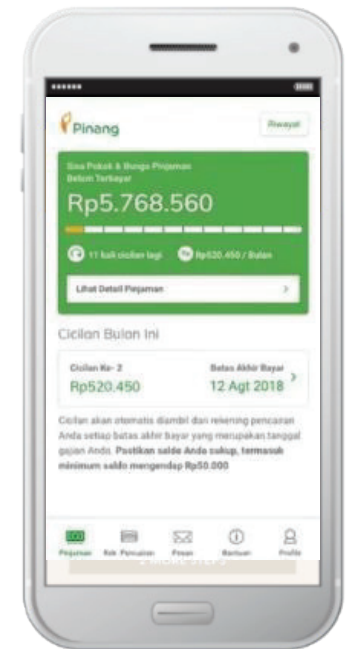 Pinang
Riwayat
Sisa Pokok & Bunga Pinjaman
Belum Terbayar
Rp5.768.560
11 kali cicilan lagi
Rp
Rp520.450 / Bulan
Lihat Detail Pinjaman
Cicilan Bulan Ini
Cicilan Ke- 2
Batas Akhir Bayar
Rp520.450
12 Agt 2018
Cicilan akan otomatis diambil dari rekening pencairan
Anda setiap batas akhir bayar yang merupakan tanggal
gajian Anda. Pastikan saldo Anda cukup, termasuk
minimum saldo mengendap Rp50.000
Pinjaman
Rek. Pencairan
Pesan
Bantuan
Profile
MORE STEPS